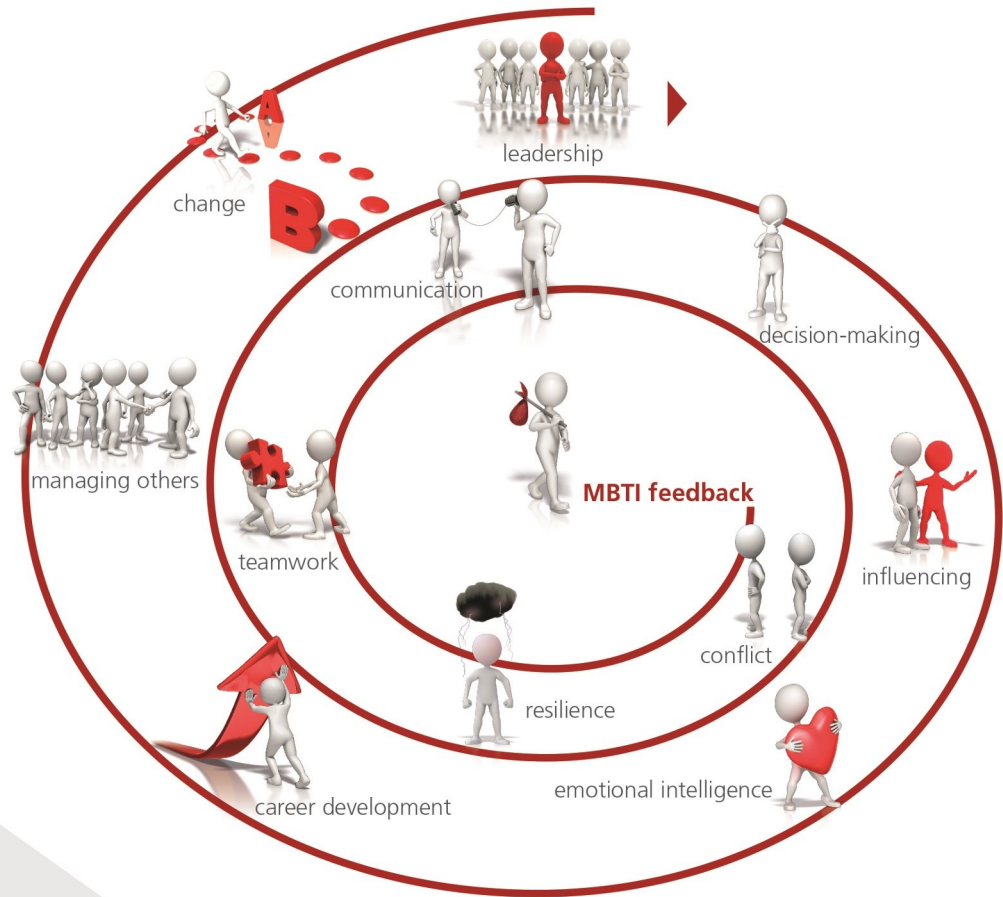 leadership
A
change
B
communication
decision-making
MBTI feedback
managing others
teamwork
influencing
conflict
resilience
emotional intelligence
career development